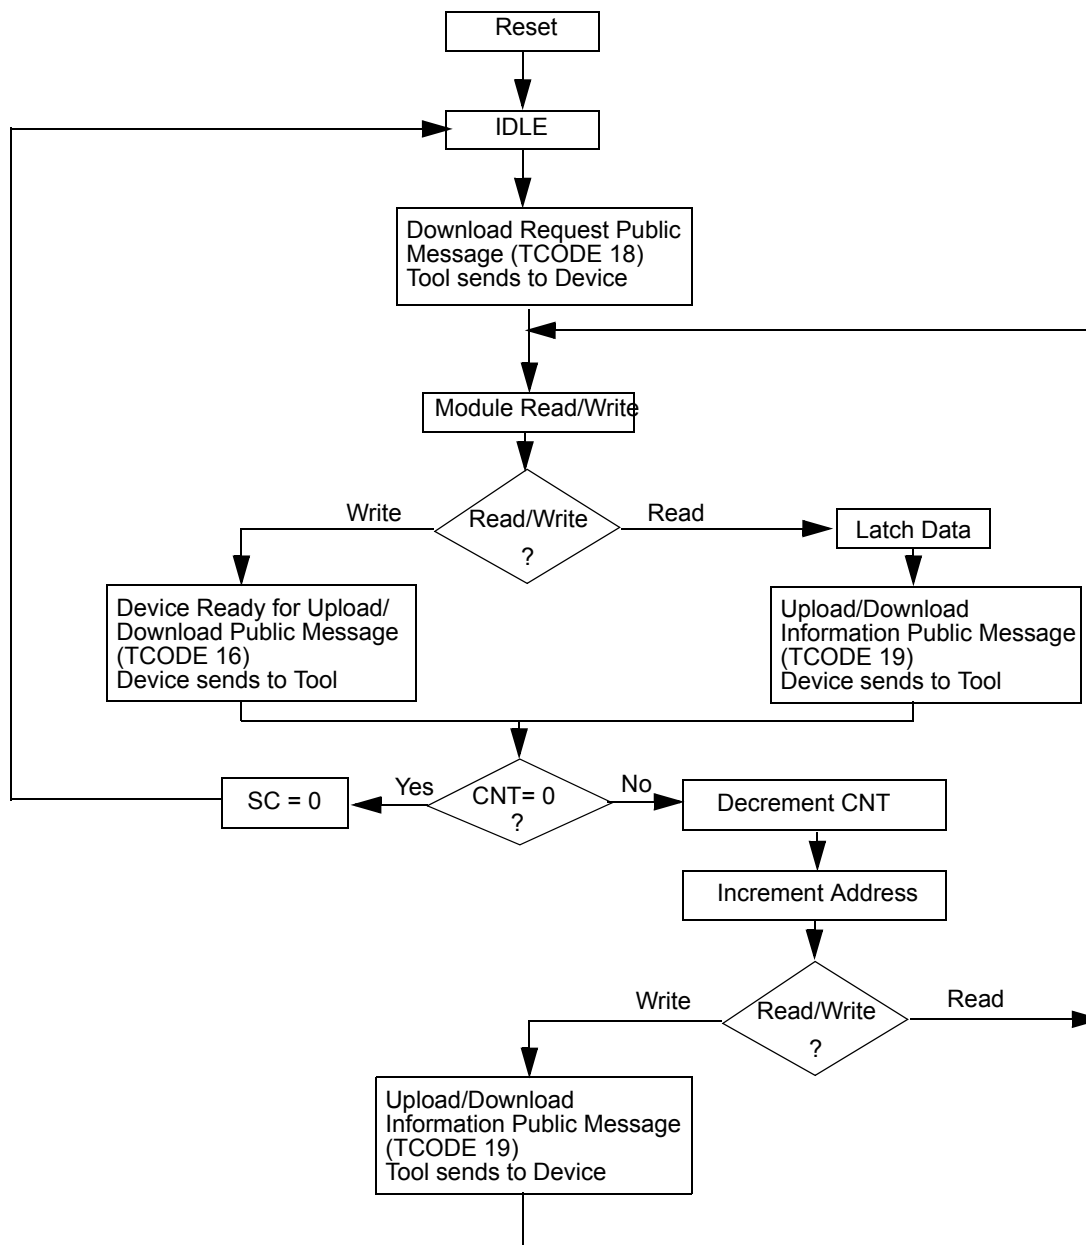 Reset
IDLE
Download Request Public
Message (TCODE 18)
Tool sends to Device
Module Read/Write
Write
Read/Write
?
Read
Latch Data
Device Ready for Upload/
Download Public Message
(TCODE 16)
Device sends to Tool
Upload/Download
Information Public Message
(TCODE 19)
Device sends to Tool
SC = 0
Yes
CNT= 0
?
No
Decrement CNT
Increment Address
Write
Read/Write
?
Read
Upload/Download
Information Public Message
(TCODE 19)
Tool sends to Device